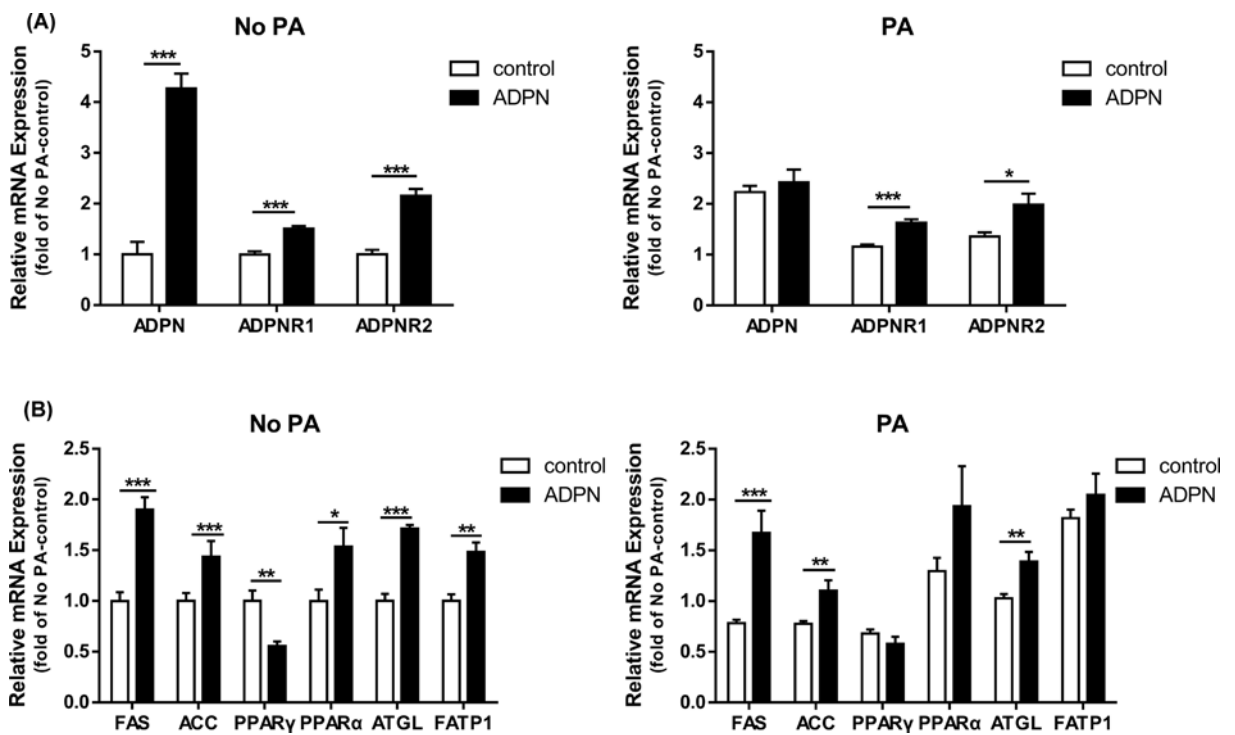 (A)
No PA
Relative mRNA Expression
(fold of No PA-control)
5
4
3
2
1
0
***
***
***
ADPN
ADPNR1
ADPNR2
control
ADPN
PA
Relative mRNA Expression
(fold of No PA-control)
5
4
3
2
1
0
***
*
ADPN
ADPNR1
ADPNR2
control
ADPN
(B)
No PA
Relative mRNA Expression
(fold of No PA-control)
2.5
2.0
1.5
1.0
0.5
0.0
***
***
**
*
***
**
FAS
ACC
PPARγ
PPARα
ATGL
FATP1
control
ADPN
PA
Relative mRNA Expression
(fold of No PA-control)
2.5
2.0
1.5
1.0
0.5
0.0
***
**
**
FAS
ACC
PPARγ
PPARα
ATGL
FATP1
control
ADPN